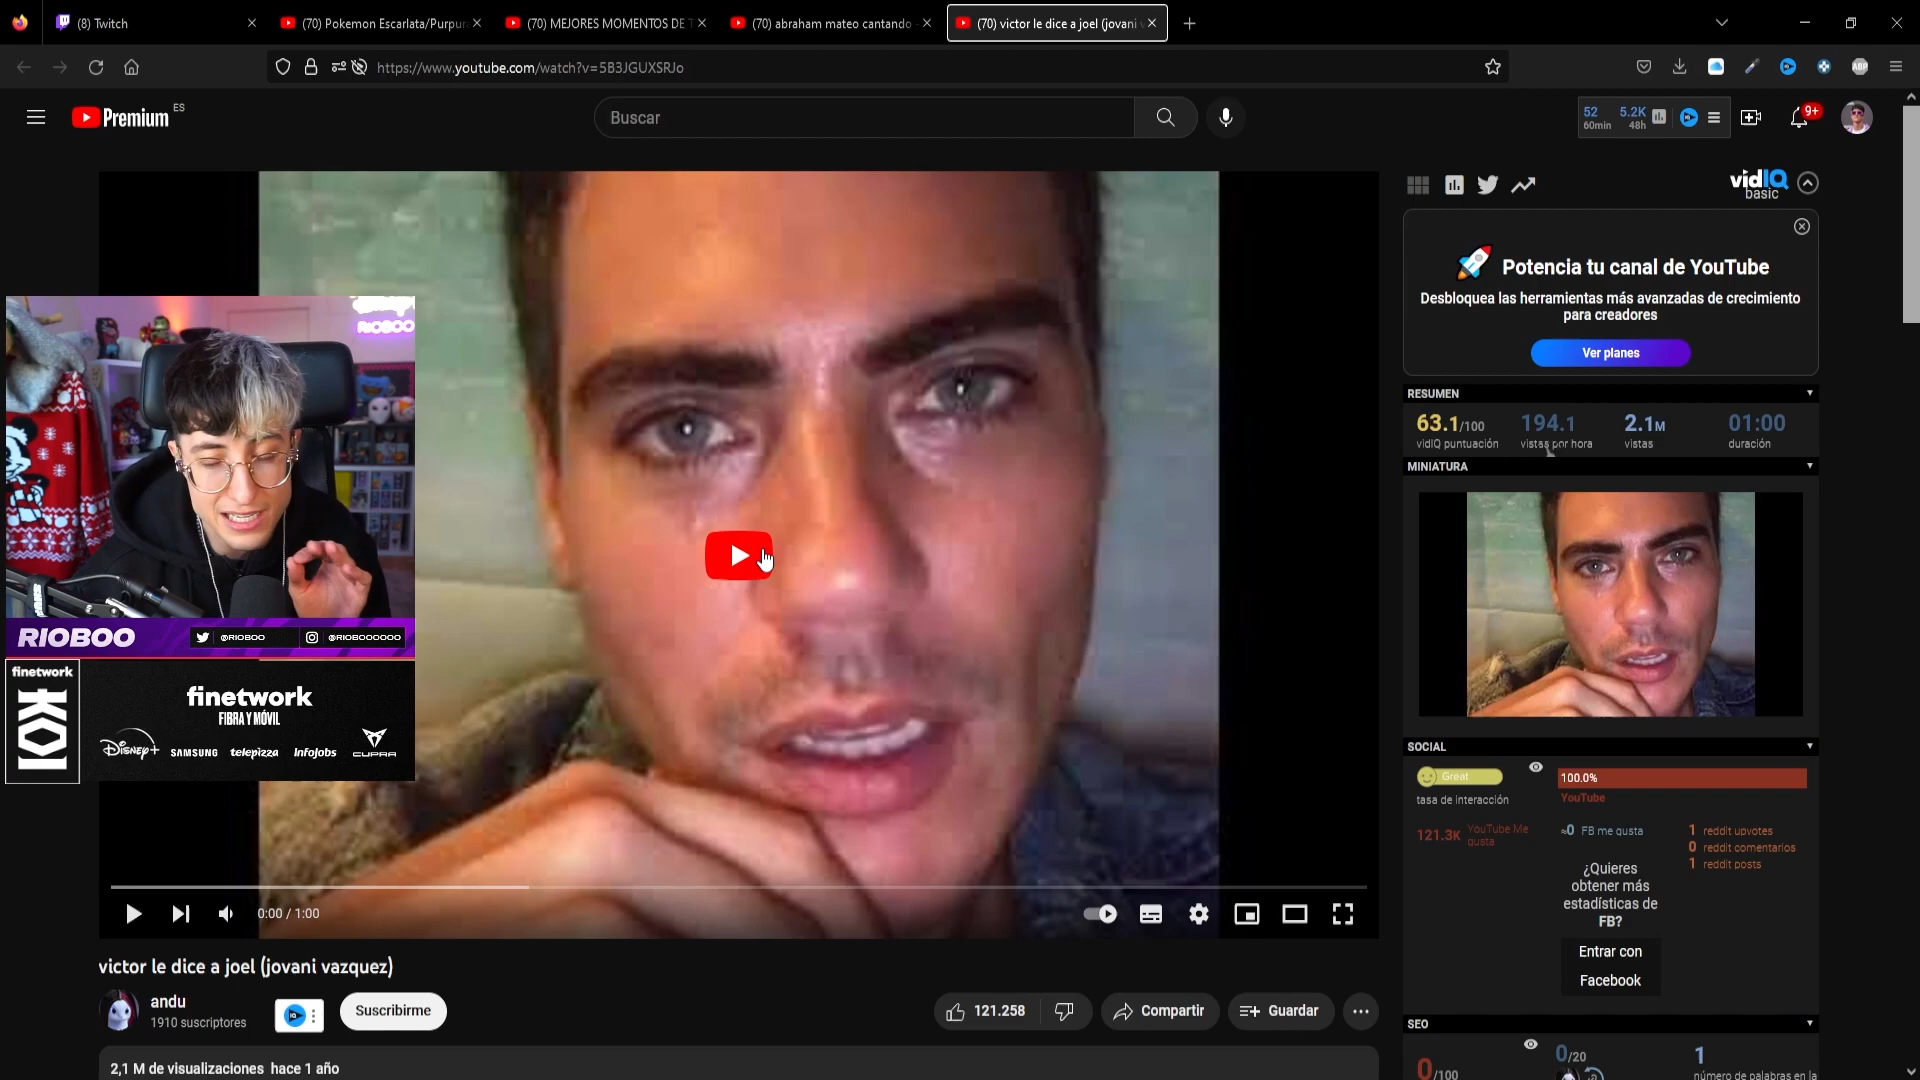 (8) Twitch
(70) Pokemon Escarlata/Purpur
(70) MEJORES MOMENTOS DE T
(70) abraham mateo cantando
(70) victor le dice a joel (jovani v
https://www.youtube.com/watch?v=5B3JGUXSRJo
ABP
Premium
ES
Buscar
52
60min
5.2K
48h
9+
vidIQ
basic
Potencia tu canal de YouTube
Desbloquea las herramientas más avanzadas de crecimiento
para creadores
Ver planes
RESUMEN
63.1/100
vidIQ puntuación
194.1
vistas por hora
2.1M
vistas
01:00
duración
MINIATURA
RIOBOO
RIOBOO
@RIOBOO
@RIOBOOOOOO
finetwork
KOI
finetwork
FIBRA Y MÓVIL
Disney+
SAMSUNG
telepizza
Infojobs
CUPRA
SOCIAL
Great
tasa de interacción
100.0%
YouTube
121.3K
YouTube Me
gusta
≈0 FB me gusta
1 reddit upvotes
0 reddit comentarios
1 reddit posts
¿Quieres
obtener más
estadísticas de
FB?
Entrar con
Facebook
0:00 / 1:00
victor le dice a joel (jovani vazquez)
andu
1910 suscriptores
Suscribirme
121.258
Compartir
Guardar
2,1 M de visualizaciones hace 1 año
SEO
0/100
0/20
1
número de palabras en la